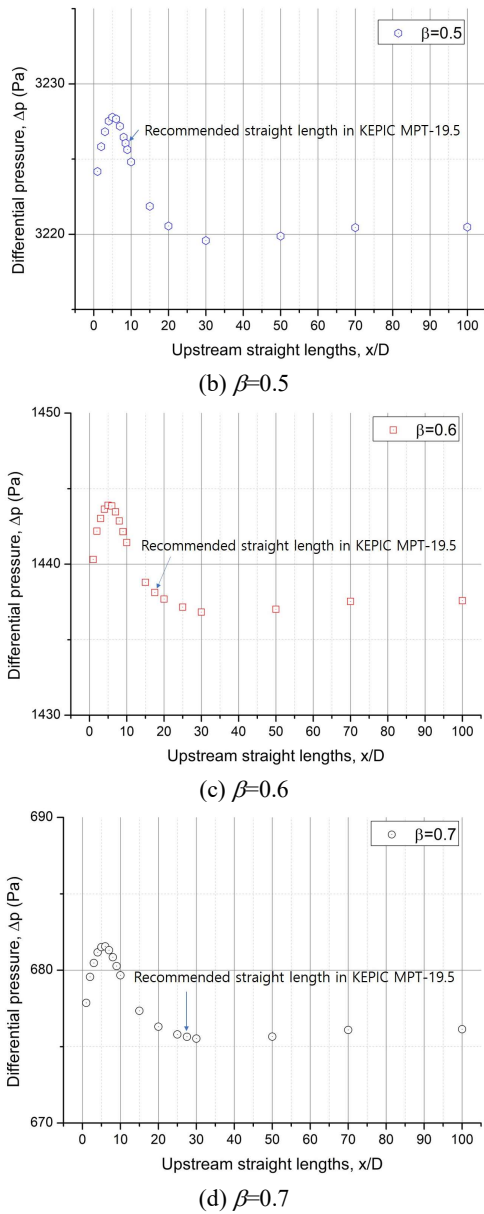 β=0.5
3230
3220
Differential pressure, Δp (Pa)
Recommended straight length in KEPIC MPT-19.5
0 10 20 30 40 50 60 70 80 90 100
Upstream straight lengths, x/D
(b) β=0.5
1450
β=0.6
1440
1430
Differential pressure, Δp (Pa)
Recommended straight length in KEPIC MPT-19.5
0 10 20 30 40 50 60 70 80 90 100
Upstream straight lengths, x/D
(c) β=0.6
690
β=0.7
680
670
Differential pressure, Δp (Pa)
Recommended straight length in KEPIC MPT-19.5
0 10 20 30 40 50 60 70 80 90 100
Upstream straight lengths, x/D
(d) β=0.7